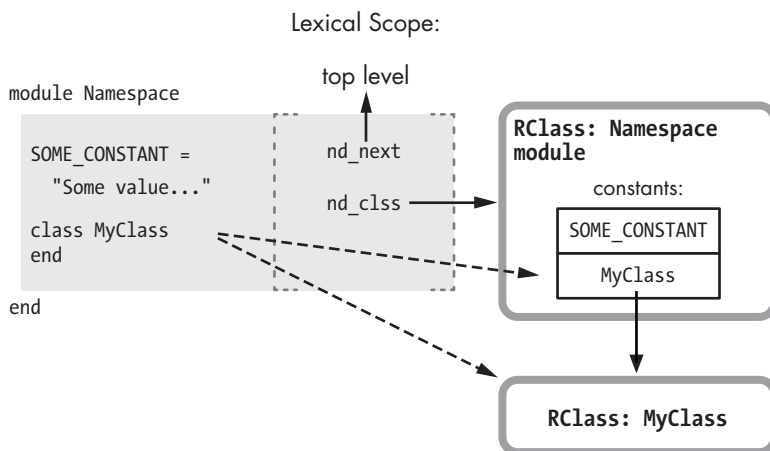 Lexical Scope:
top level
module Namespace
SOME_CONSTANT =
"Some value..."
class MyClass
end
end
nd_next
nd_clss
RClass: Namespace
module
constants:
SOME_CONSTANT
MyClass
RClass: MyClass